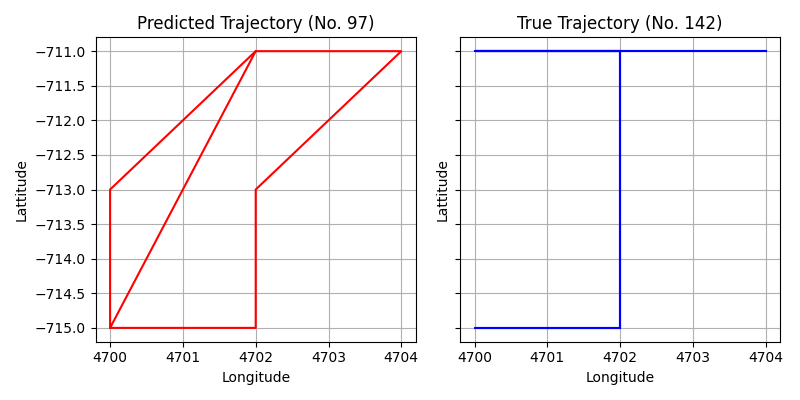 Predicted Trajectory (No. 97)
True Trajectory (No. 142)
−711.0
−711.5
−712.0
−712.5
−713.0
−713.5
−714.0
−714.5
−715.0
Lattitude
Lattitude
4700 4701 4702 4703 4704
4700 4701 4702 4703 4704
Longitude
Longitude